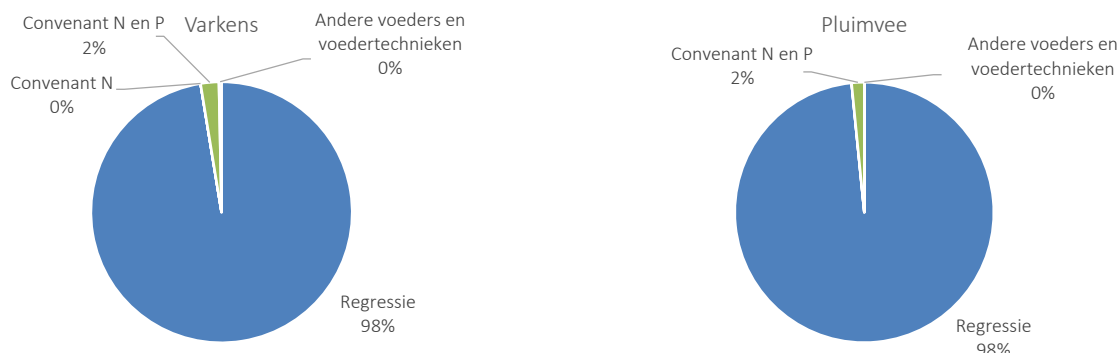 Varkens
Convenant N en P
2%
Andere voeders en
voedertechnieken
0%
Convenant N
0%
Regressie
98%
Pluimvee
Convenant N en P
2%
Andere voeders en
voedertechnieken
0%
Regressie
98%